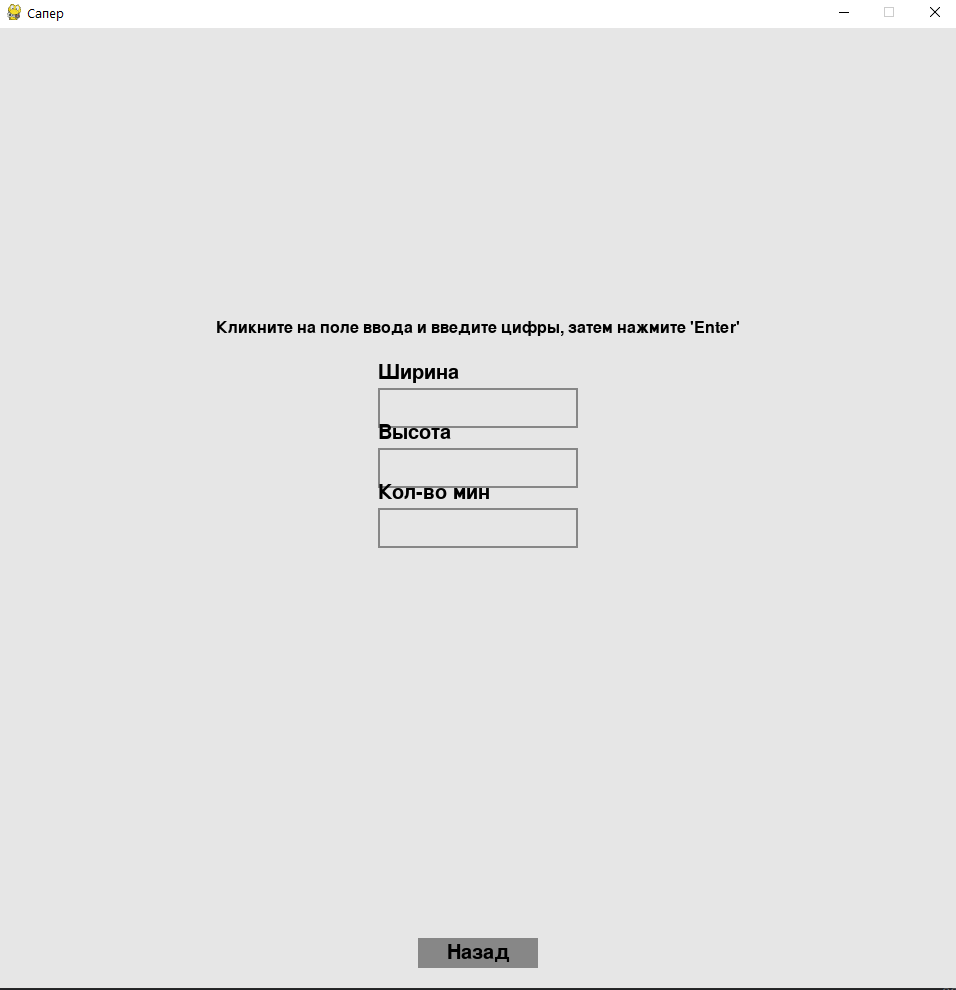 Сапер
Кликните на поле ввода и введите цифры, затем нажмите 'Enter'
Ширина
Высота
Кол-во мин
Назад